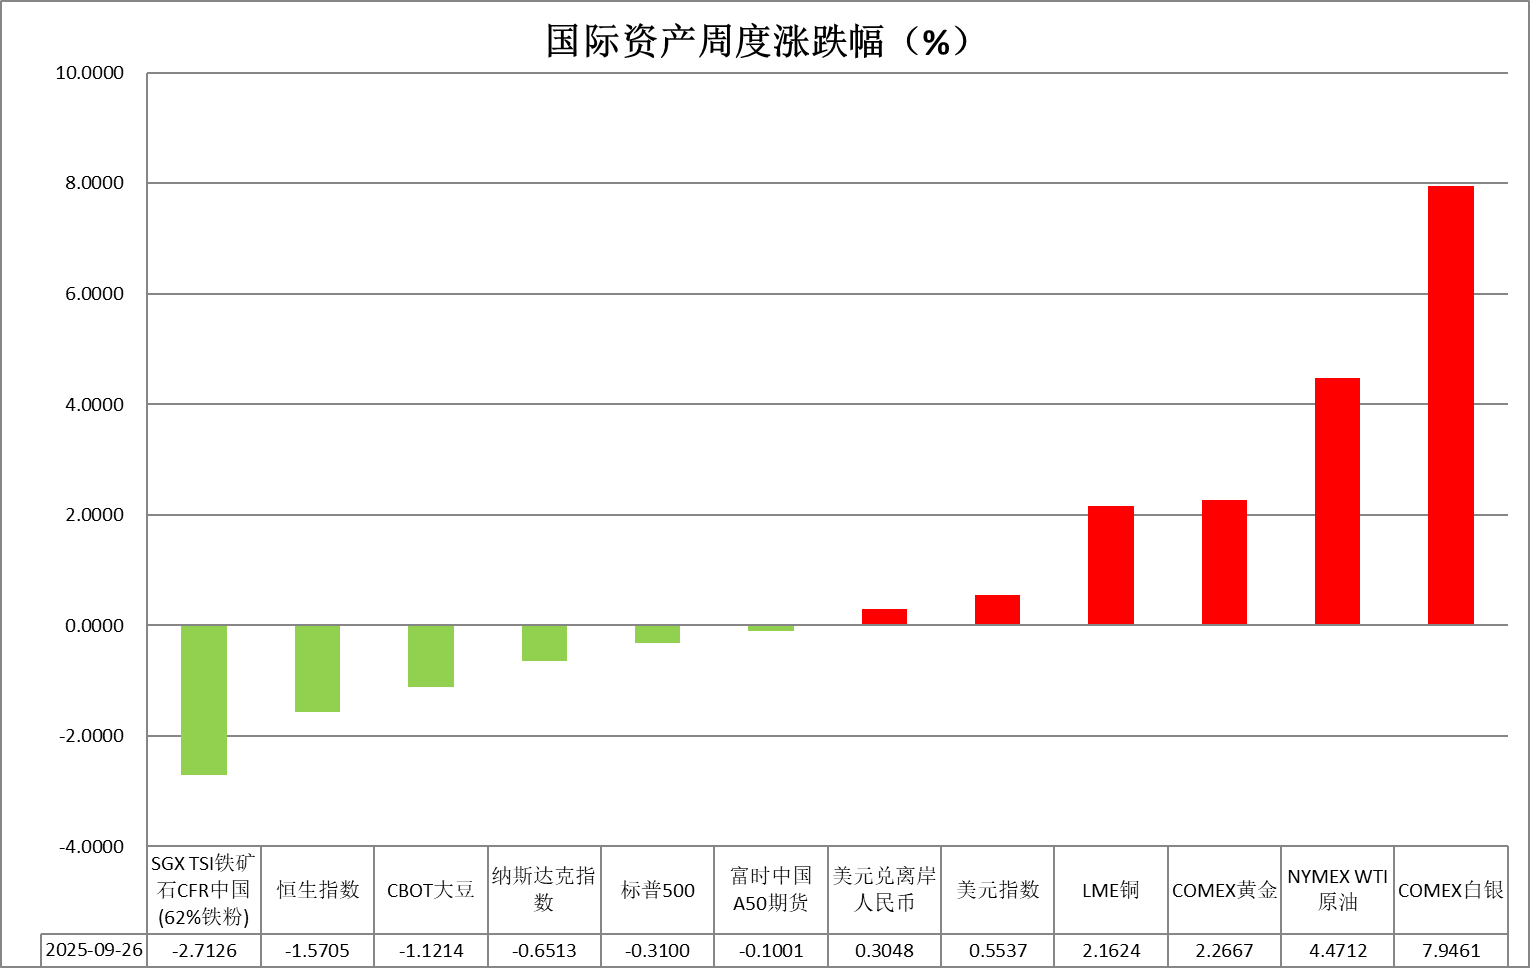 国际资产周度涨跌幅（%）
10.0000
8.0000
6.0000
4.0000
2.0000
0.0000
-2.0000
-4.0000
SGX TSI铁矿
石CFR中国
(62%铁粉)
恒生指数
CBOT大豆
纳斯达克指
数
标普500
富时中国
A50期货
美元兑离岸
人民币
美元指数
LME铜
COMEX黄金
NYMEX WTI
原油
COMEX白银
2025-09-26 -2.7126 -1.5705 -1.1214 -0.6513 -0.3100 -0.1001 0.3048 0.5537 2.1624 2.2667 4.4712 7.9461